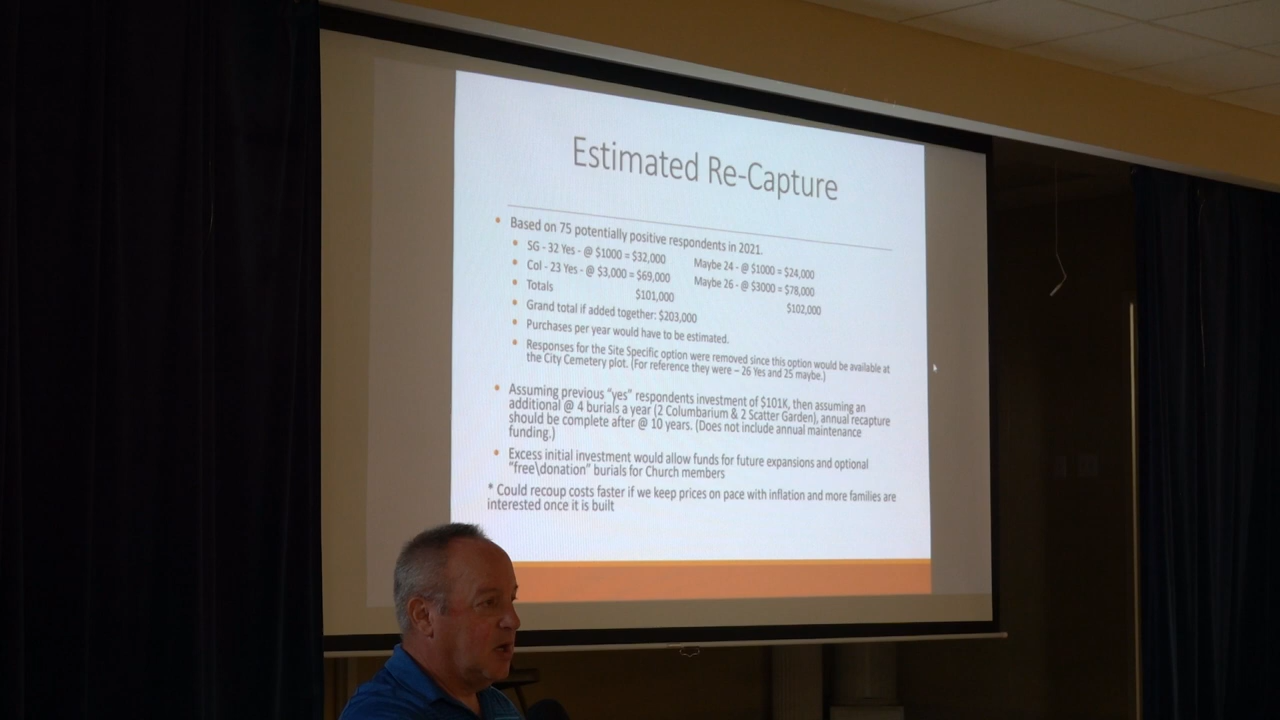 Estimated Re-Capture
• Based on 75 potentially positive respondents in 2021.
• SG - 32 Yes - @ $1000 = $32,000 Maybe 24 - @ $1000 = $24,000
• Col - 23 Yes - @ $3,000 = $69,000 Maybe 26 - @ $3000 = $78,000
• Totals $101,000 $102,000
• Grand total if added together: $203,000
• Purchases per year would have to be estimated.
• Responses for the Site Specific option were removed since this option would be available at
the City Cemetery plot. (For reference they were – 26 Yes and 25 maybe.)
• Assuming previous “yes” respondents investment of $101K, then assuming an
additional @ 4 burials a year (2 Columbarium & 2 Scatter Garden), annual recapture
should be complete after @ 10 years. (Does not include annual maintenance
funding.)
• Excess initial investment would allow funds for future expansions and optional
“free\donation” burials for Church members
* Could recoup costs faster if we keep prices on pace with inflation and more families are
interested once it is built